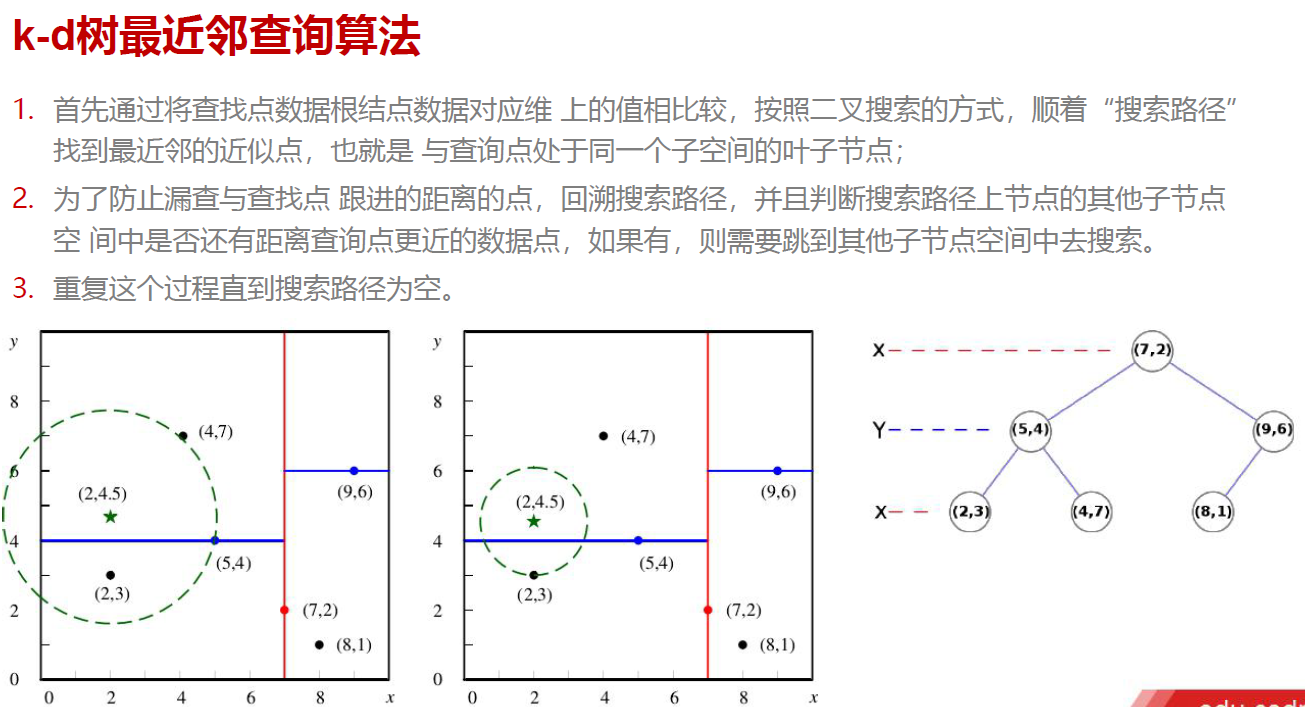 k-d树最近邻查询算法
1. 首先通过将查找点数据根结点数据对应维 上的值相比较，按照二叉搜索的方式，顺着“搜索路径”
找到最近邻的近似点，也就是 与查询点处于同一个子空间的叶子节点；
2. 为了防止漏查与查找点 跟进的距离的点，回溯搜索路径，并且判断搜索路径上节点的其他子节点
空 间中是否还有距离查询点更近的数据点，如果有，则需要跳到其他子节点空间中去搜索。
3. 重复这个过程直到搜索路径为空。
y
8
6
4
2
0
(4,7)
(2,4.5)
(9,6)
(5,4)
(2,3)
(7,2)
(8,1)
0 2 4 6 8 x
y
8
6
4
2
0
(4,7)
(2,4.5)
(9,6)
(5,4)
(2,3)
(7,2)
(8,1)
0 2 4 6 8 x
X (7,2)
Y (5,4) (9,6)
X (2,3) (4,7) (8,1)